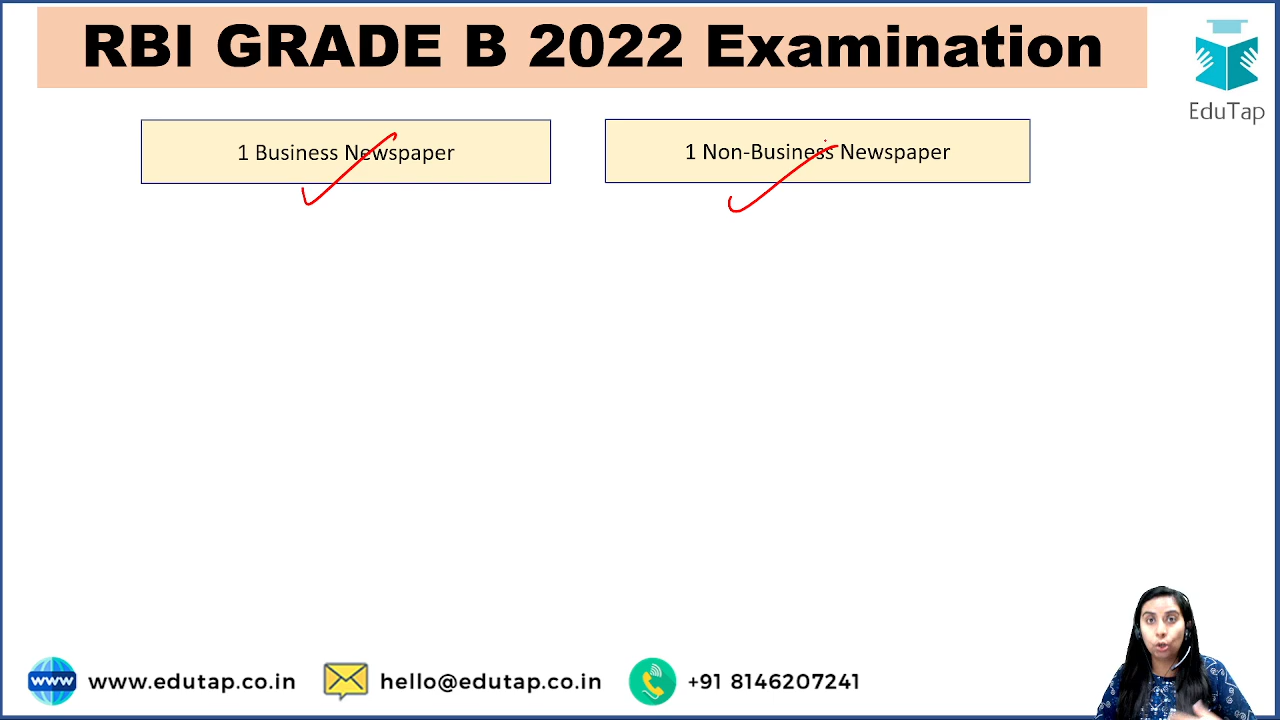 RBI GRADE B 2022 Examination
EduTap
1 Business Newspaper
1 Non-Business Newspaper
www
www.edutap.co.in
hello@edutap.co.in
+91 8146207241